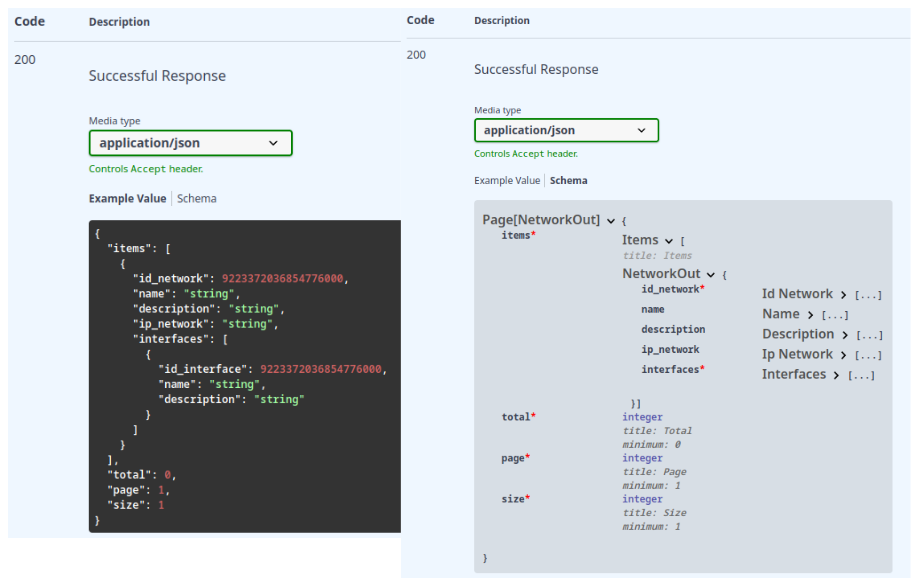 Code Description
200
Successful Response
Media type
application/json
Controls Accept header.
Example Value Schema
{
"items": [
{
"id_network": 9223372036854776000,
"name": "string",
"description": "string",
"ip_network": "string",
"interfaces": [
{
"id_interface": 9223372036854776000,
"name": "string",
"description": "string"
}
]
}
],
"total": 0,
"page": 1,
"size": 1
}
Code Description
200
Successful Response
Media type
application/json
Controls Accept header.
Example Value Schema
Page[NetworkOut] {
items* Items [
title: Items
NetworkOut {
id_network* Id Network [...]
name Name [...]
description Description [...]
ip_network Ip Network [...]
interfaces* Interfaces [...]
}]
total* integer
title: Total
minimum: 0
page* integer
title: Page
minimum: 1
size* integer
title: Size
minimum: 1
}